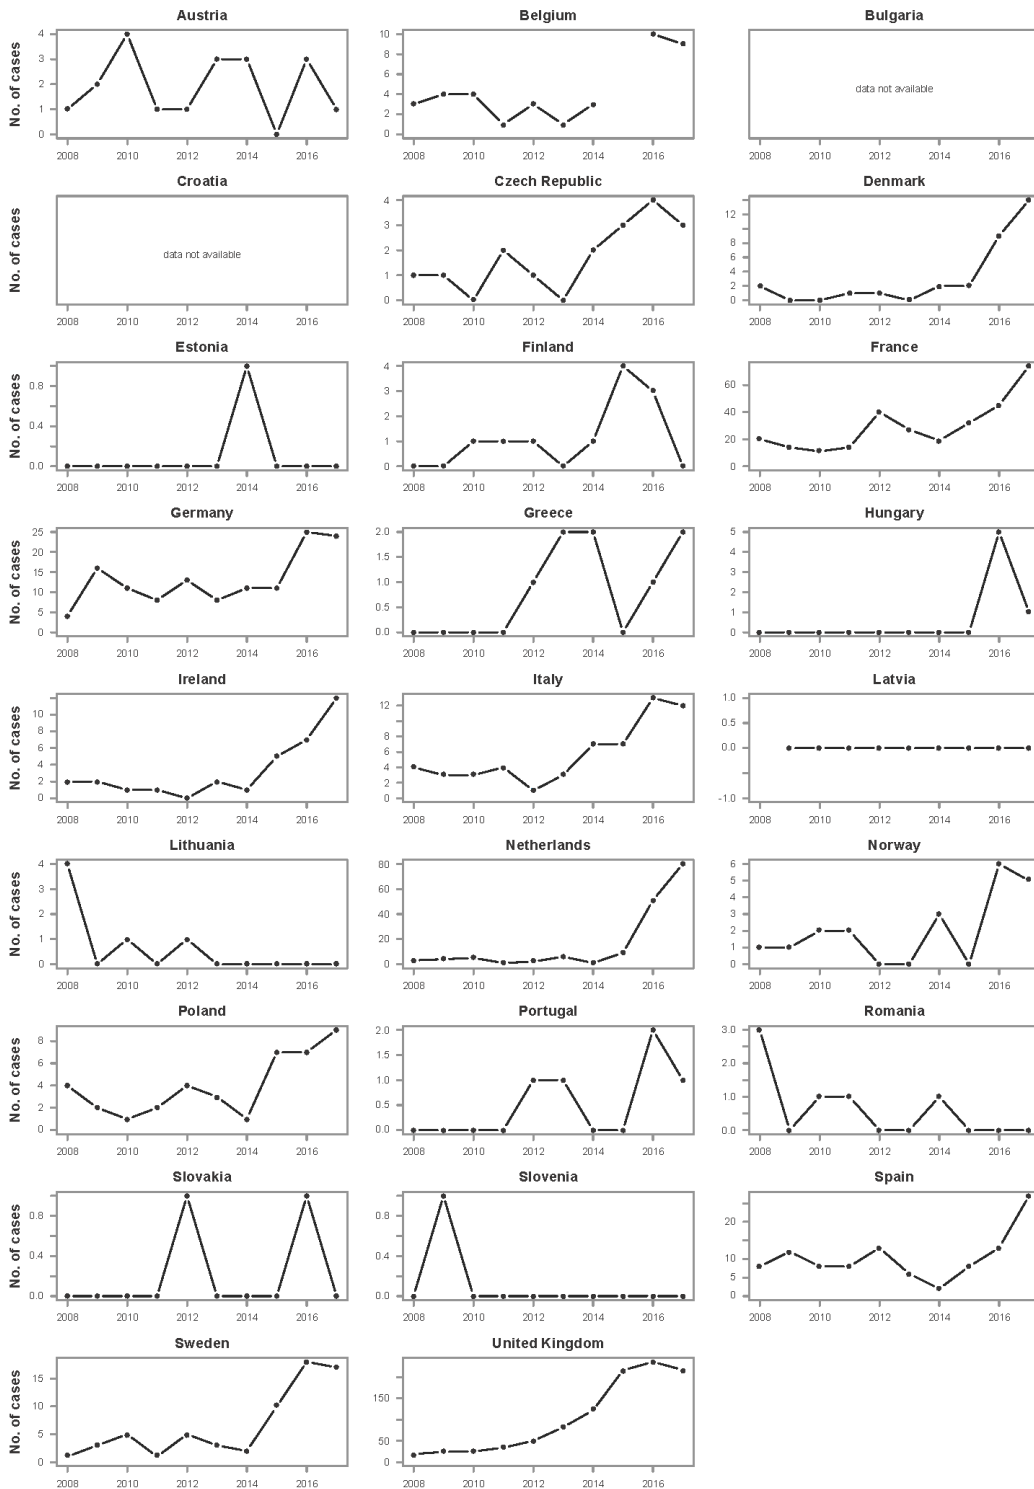 Austria
No. of cases
4
3
2
1
0
2008 2010 2012 2014 2016
Belgium
10
8
6
4
2
0
2008 2010 2012 2014 2016
Bulgaria
data not available
2008 2010 2012 2014 2016
Croatia
No. of cases
data not available
2008 2010 2012 2014 2016
Czech Republic
4
3
2
1
0
2008 2010 2012 2014 2016
Denmark
12
8
6
4
2
0
2008 2010 2012 2014 2016
Estonia
No. of cases
0.8
0.4
0.0
2008 2010 2012 2014 2016
Finland
4
3
2
1
0
2008 2010 2012 2014 2016
France
60
40
20
0
2008 2010 2012 2014 2016
Germany
No. of cases
25
20
15
10
5
0
2008 2010 2012 2014 2016
Greece
2.0
1.5
1.0
0.5
0.0
2008 2010 2012 2014 2016
Hungary
5
4
3
2
1
0
2008 2010 2012 2014 2016
Ireland
No. of cases
10
8
6
4
2
0
2008 2010 2012 2014 2016
Italy
12
8
6
4
2
0
2008 2010 2012 2014 2016
Latvia
1.0
0.5
0.0
-1.0
2008 2010 2012 2014 2016
Lithuania
No. of cases
4
3
2
1
0
2008 2010 2012 2014 2016
Netherlands
80
60
40
20
0
2008 2010 2012 2014 2016
Norway
6
5
4
3
2
1
0
2008 2010 2012 2014 2016
Poland
No. of cases
8
6
4
2
0
2008 2010 2012 2014 2016
Portugal
2.0
1.5
1.0
0.5
0.0
2008 2010 2012 2014 2016
Romania
3.0
2.0
1.0
0.0
2008 2010 2012 2014 2016
Slovakia
No. of cases
0.8
0.4
0.0
2008 2010 2012 2014 2016
Slovenia
0.8
0.4
0.0
2008 2010 2012 2014 2016
Spain
20
10
5
0
2008 2010 2012 2014 2016
Sweden
No. of cases
15
10
5
0
2008 2010 2012 2014 2016
United Kingdom
150
50
0
2008 2010 2012 2014 2016